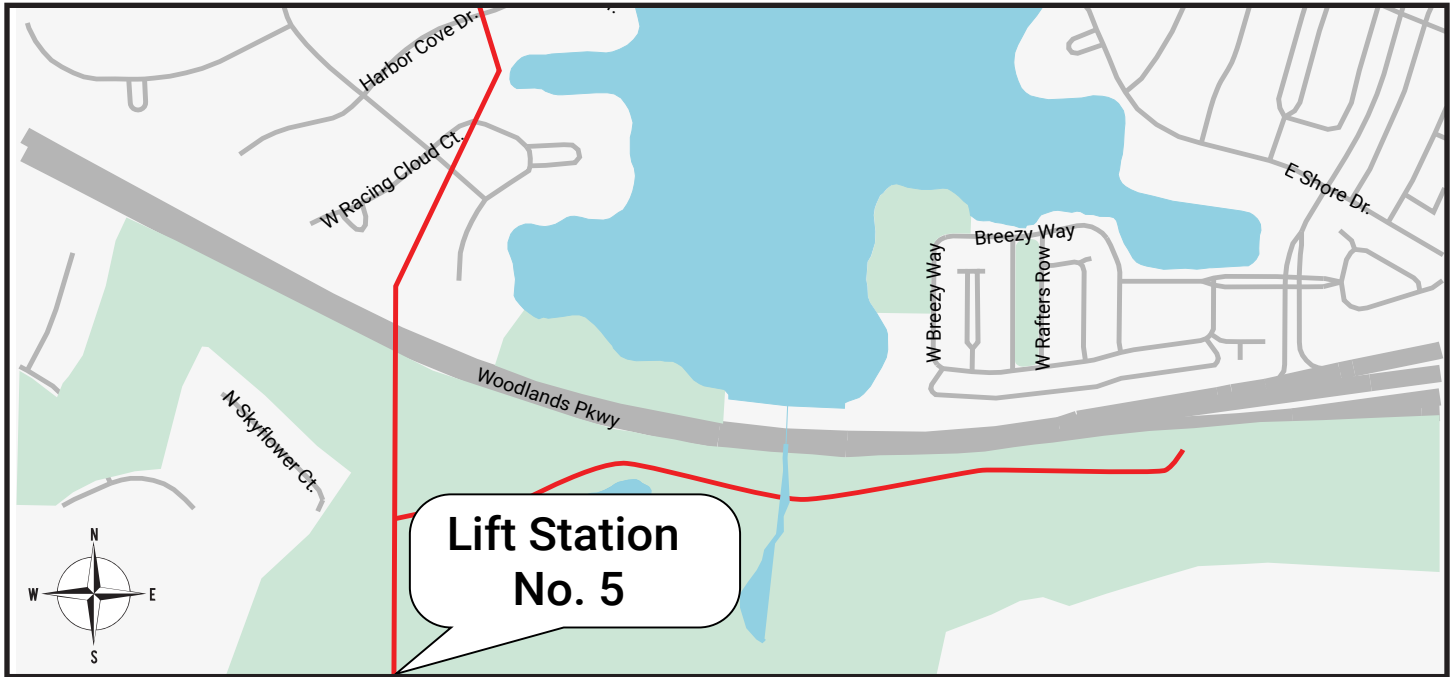 Harbor Cove Dr.
W Racing Cloud Ct.
E Shore Dr.
Breezy Way
W Breezy Way
W Rafters Row
Woodlands Pkwy
N Skyflower Ct.
Lift Station
No. 5
N
W
E
S